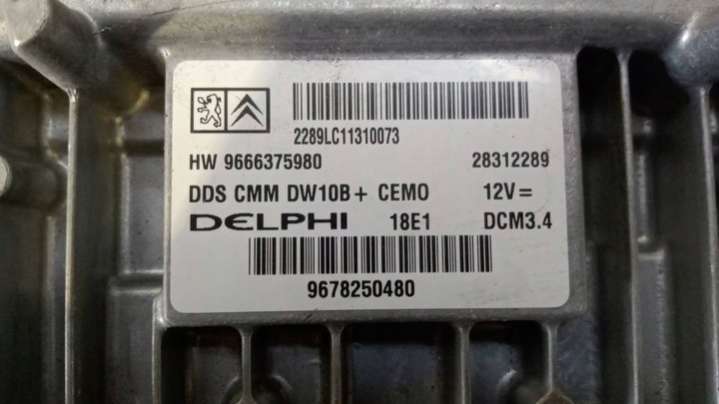 2289LC11310073
HW 9666375980 28312289
DDS CMM DW10B+ CEMO 12V=
DELPHI 18E1 DCM3.4
9678250480